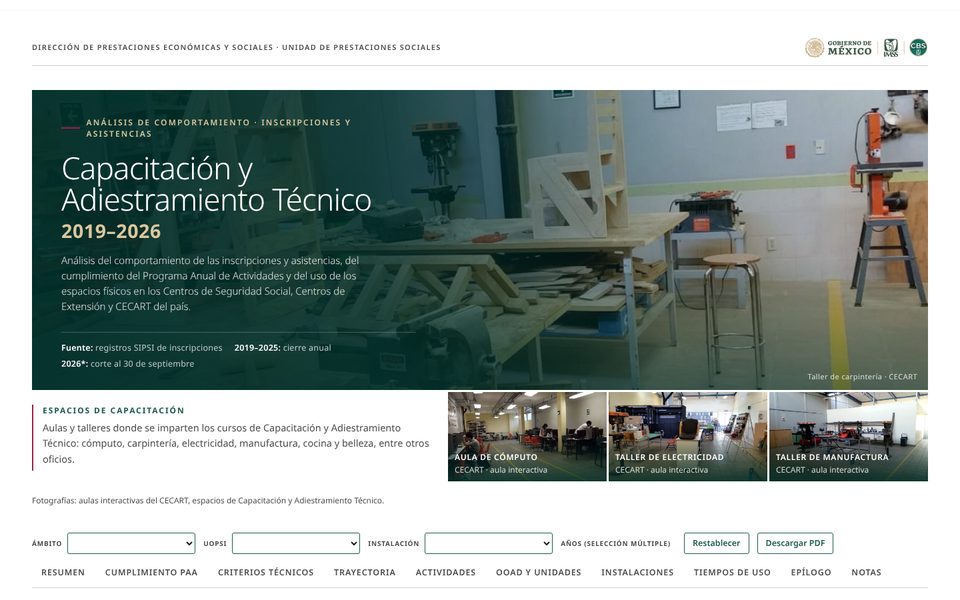 DIRECCIÓN DE PRESTACIONES ECONÓMICAS Y SOCIALES · UNIDAD DE PRESTACIONES SOCIALES
GOBIERNO DE
MÉXICO
IMSS
CBS
ANÁLISIS DE COMPORTAMIENTO · INSCRIPCIONES Y
ASISTENCIAS
Capacitación y
Adiestramiento Técnico
2019–2026
Análisis del comportamiento de las inscripciones y asistencias, del
cumplimiento del Programa Anual de Actividades y del uso de los
espacios físicos en los Centros de Seguridad Social, Centros de
Extensión y CECART del país.
Fuente: registros SIPSI de inscripciones 2019–2025: cierre anual
2026*: corte al 30 de septiembre
Taller de carpintería · CECART
ESPACIOS DE CAPACITACIÓN
Aulas y talleres donde se imparten los cursos de Capacitación y Adiestramiento
Técnico: cómputo, carpintería, electricidad, manufactura, cocina y belleza, entre otros
oficios.
AULA DE CÓMPUTO
CECART · aula interactiva
TALLER DE ELECTRICIDAD
CECART · aula interactiva
TALLER DE MANUFACTURA
CECART · aula interactiva
Fotografías: aulas interactivas del CECART, espacios de Capacitación y Adiestramiento Técnico.
ÁMBITO UOPSI INSTALACIÓN AÑOS (SELECCIÓN MÚLTIPLE) Restablecer Descargar PDF
RESUMEN CUMPLIMIENTO PAA CRITERIOS TÉCNICOS TRAYECTORIA ACTIVIDADES OOAD Y UNIDADES INSTALACIONES TIEMPOS DE USO EPÍLOGO NOTAS